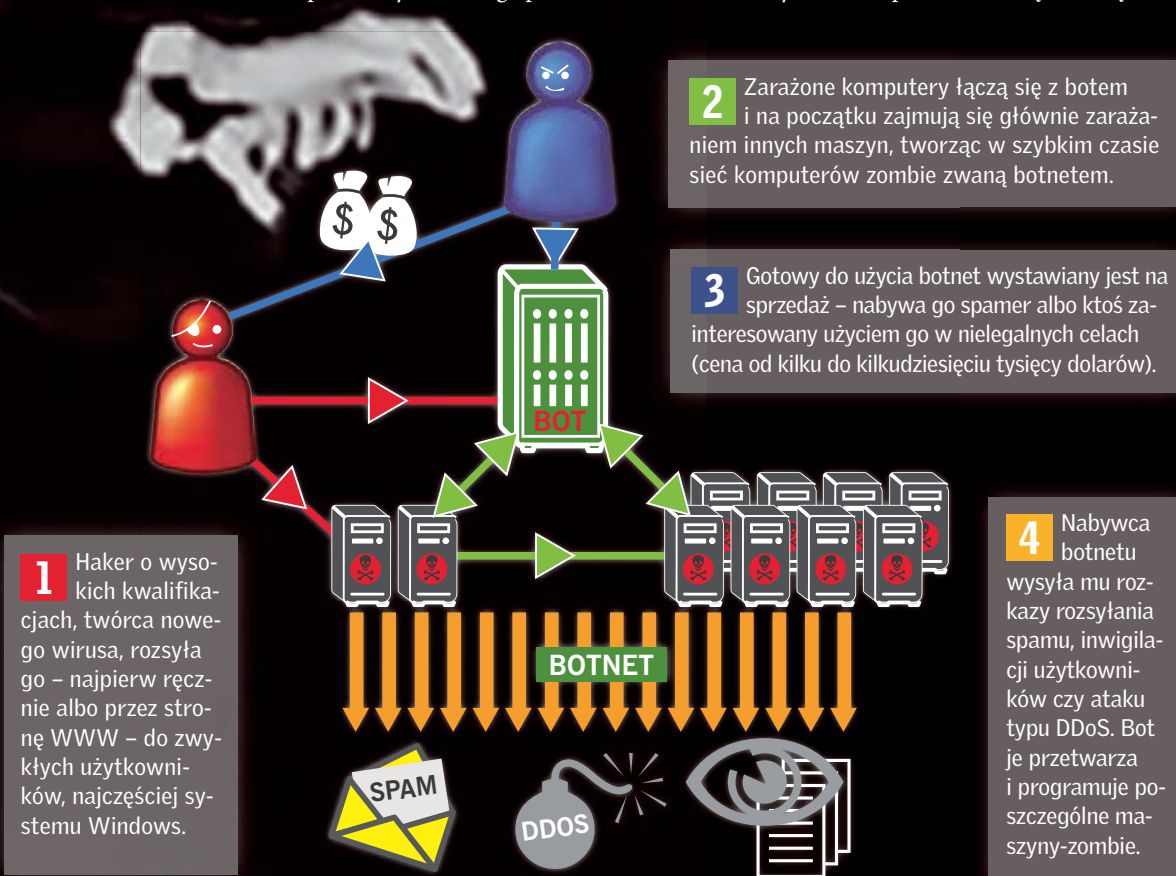 2 Zarażone komputery łączą się z botem
i na początku zajmują się głównie zaraża-
niem innych maszyn, tworząc w szybkim czasie
sieć komputerów zombie zwaną botnetem.
$ $
3 Gotowy do użycia botnet wystawiany jest na
sprzedaż – nabywa go spamer albo ktoś za-
interesowany użyciem go w nielegalnych celach
(cena od kilku do kilkudziesięciu tysięcy dolarów).
BOT
1 Haker o wyso-
kich kwalifika-
cjach, twórca nowe-
go wirusa, rozsyła
go – najpierw ręcz-
nie albo przez stro-
nę WWW – do zwy-
kłych użytkowni-
ków, najczęściej sy-
stemu Windows.
4 Nabywca
botnetu
wysyła mu roz-
kazy rozsyłania
spamu, inwigila-
cji użytkowni-
ków czy ataku
typu DDoS. Bot
je przetwarza
i programuje po-
szczególne ma-
szyny-zombie.
BOTNET
SPAM
DDOS